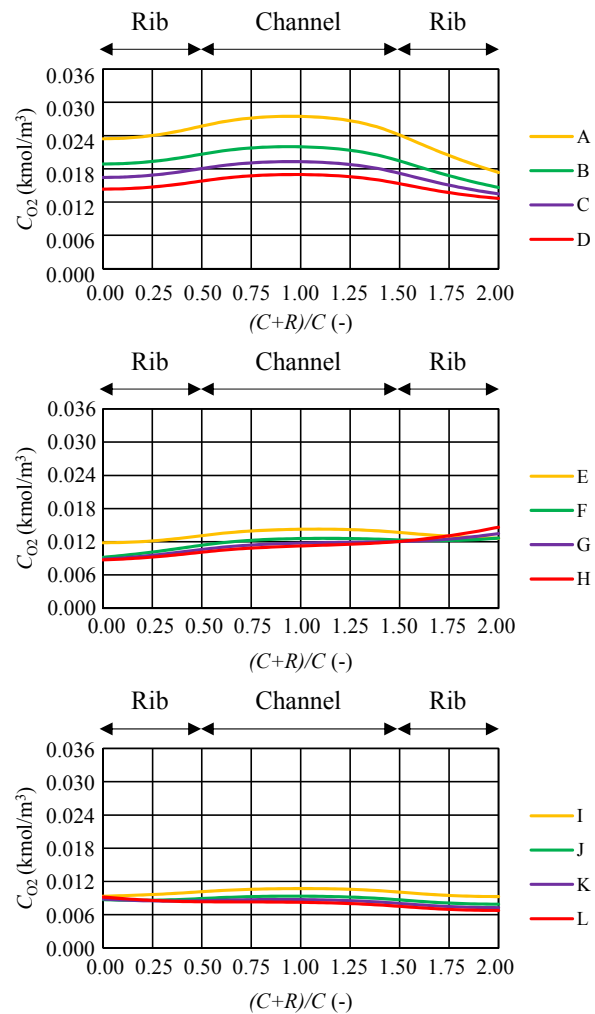 Rib Channel Rib
0.036
0.030
0.024
0.018
0.012
0.006
0.000
C_O2 (kmol/m³)
0.00 0.25 0.50 0.75 1.00 1.25 1.50 1.75 2.00
(C+R)/C (-)
A
B
C
D
Rib Channel Rib
0.036
0.030
0.024
0.018
0.012
0.006
0.000
C_O2 (kmol/m³)
0.00 0.25 0.50 0.75 1.00 1.25 1.50 1.75 2.00
(C+R)/C (-)
E
F
G
H
Rib Channel Rib
0.036
0.030
0.024
0.018
0.012
0.006
0.000
C_O2 (kmol/m³)
0.00 0.25 0.50 0.75 1.00 1.25 1.50 1.75 2.00
(C+R)/C (-)
I
J
K
L